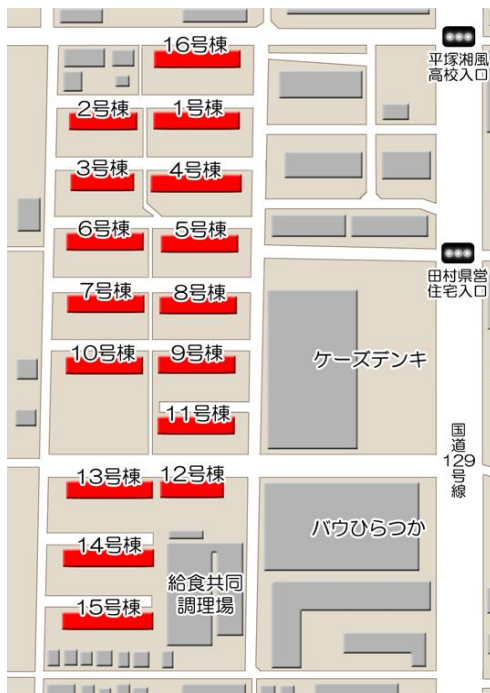 16号棟
平塚湘風
高校入口
2号棟
1号棟
3号棟
4号棟
6号棟
5号棟
田村県営
住宅入口
7号棟
8号棟
10号棟
9号棟
ケーズデンキ
11号棟
国道129号線
13号棟
12号棟
バウひらつか
14号棟
給食共同
調理場
15号棟